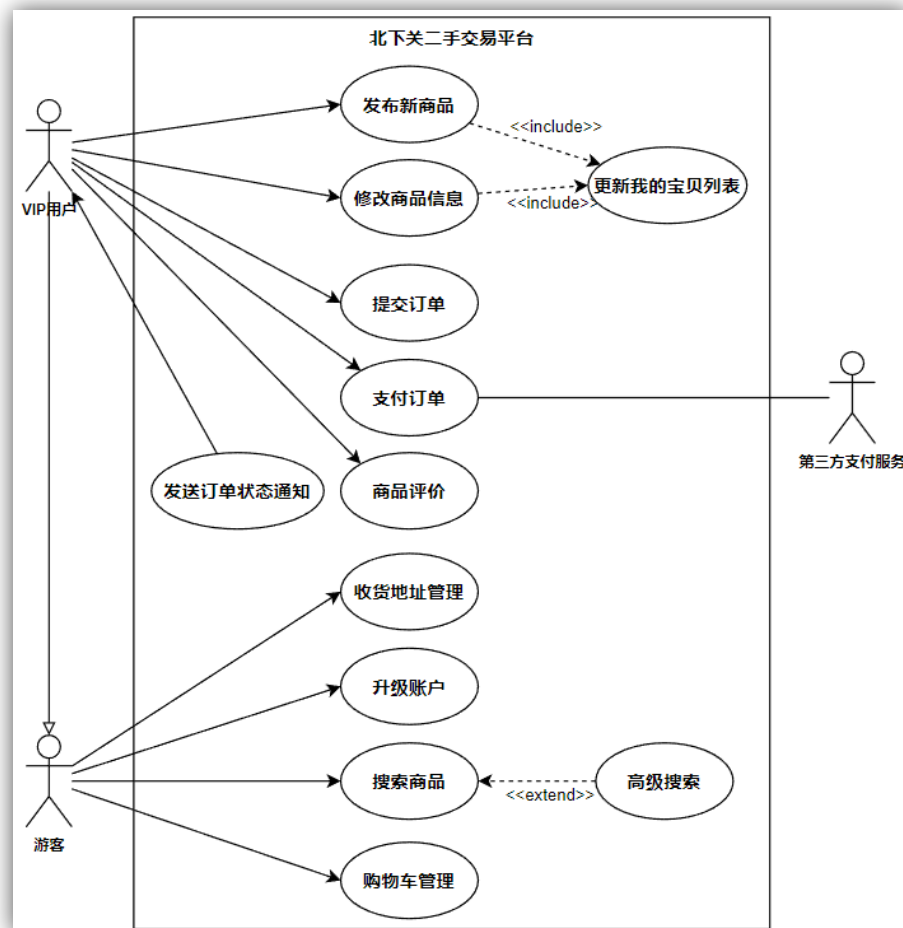 北下关二手交易平台
发布新商品
<<include>>
VIP用户
修改商品信息
<<include>>
更新我的宝贝列表
提交订单
支付订单
第三方支付服务
发送订单状态通知
商品评价
收货地址管理
升级账户
搜索商品
<<extend>>
高级搜索
游客
购物车管理